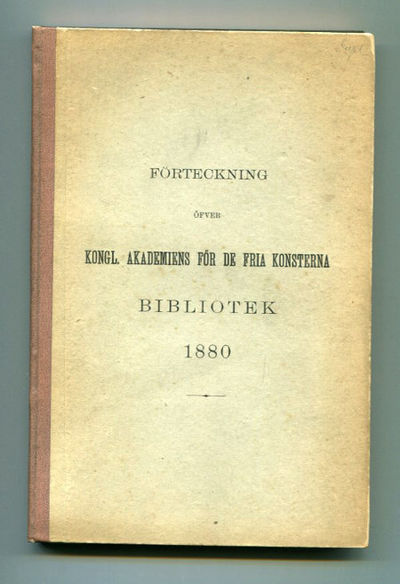 FÖRTECKNING
ÖFVER
KONGL. AKADEMIENS FÖR DE FRIA KONSTERNA
BIBLIOTEK
1880